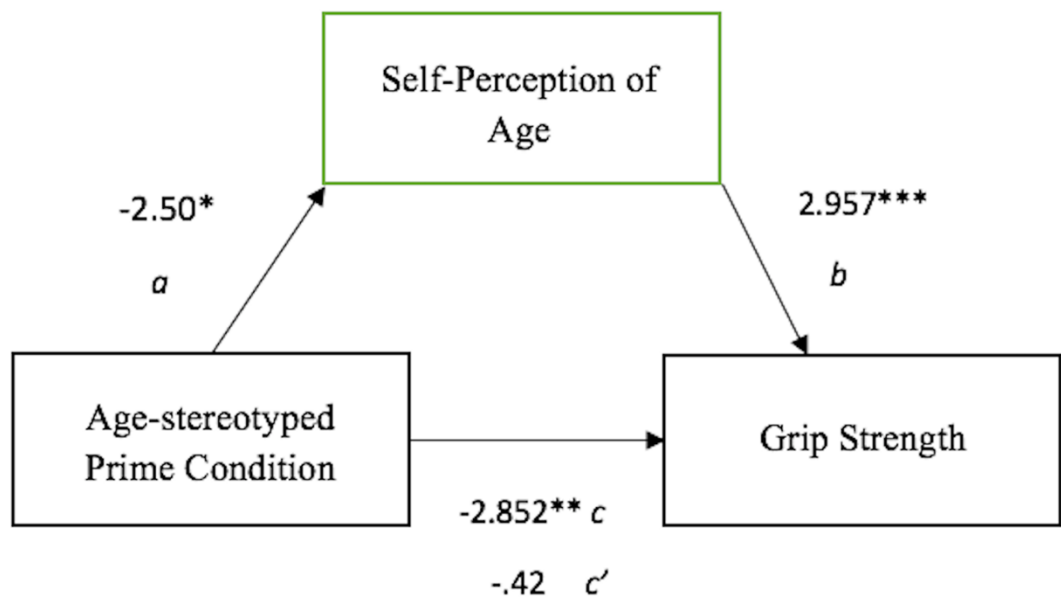 Self-Perception of
Age
-2.50*
2.957***
a
b
Age-stereotyped
Prime Condition
Grip Strength
-2.852** c
-.42 c′